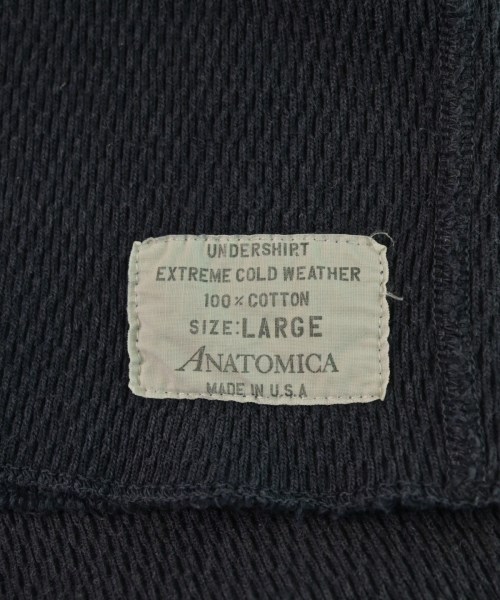 UNDERSHIRT
EXTREME COLD WEATHER
100% COTTON
SIZE: LARGE
ANATOMICA
MADE IN U.S.A